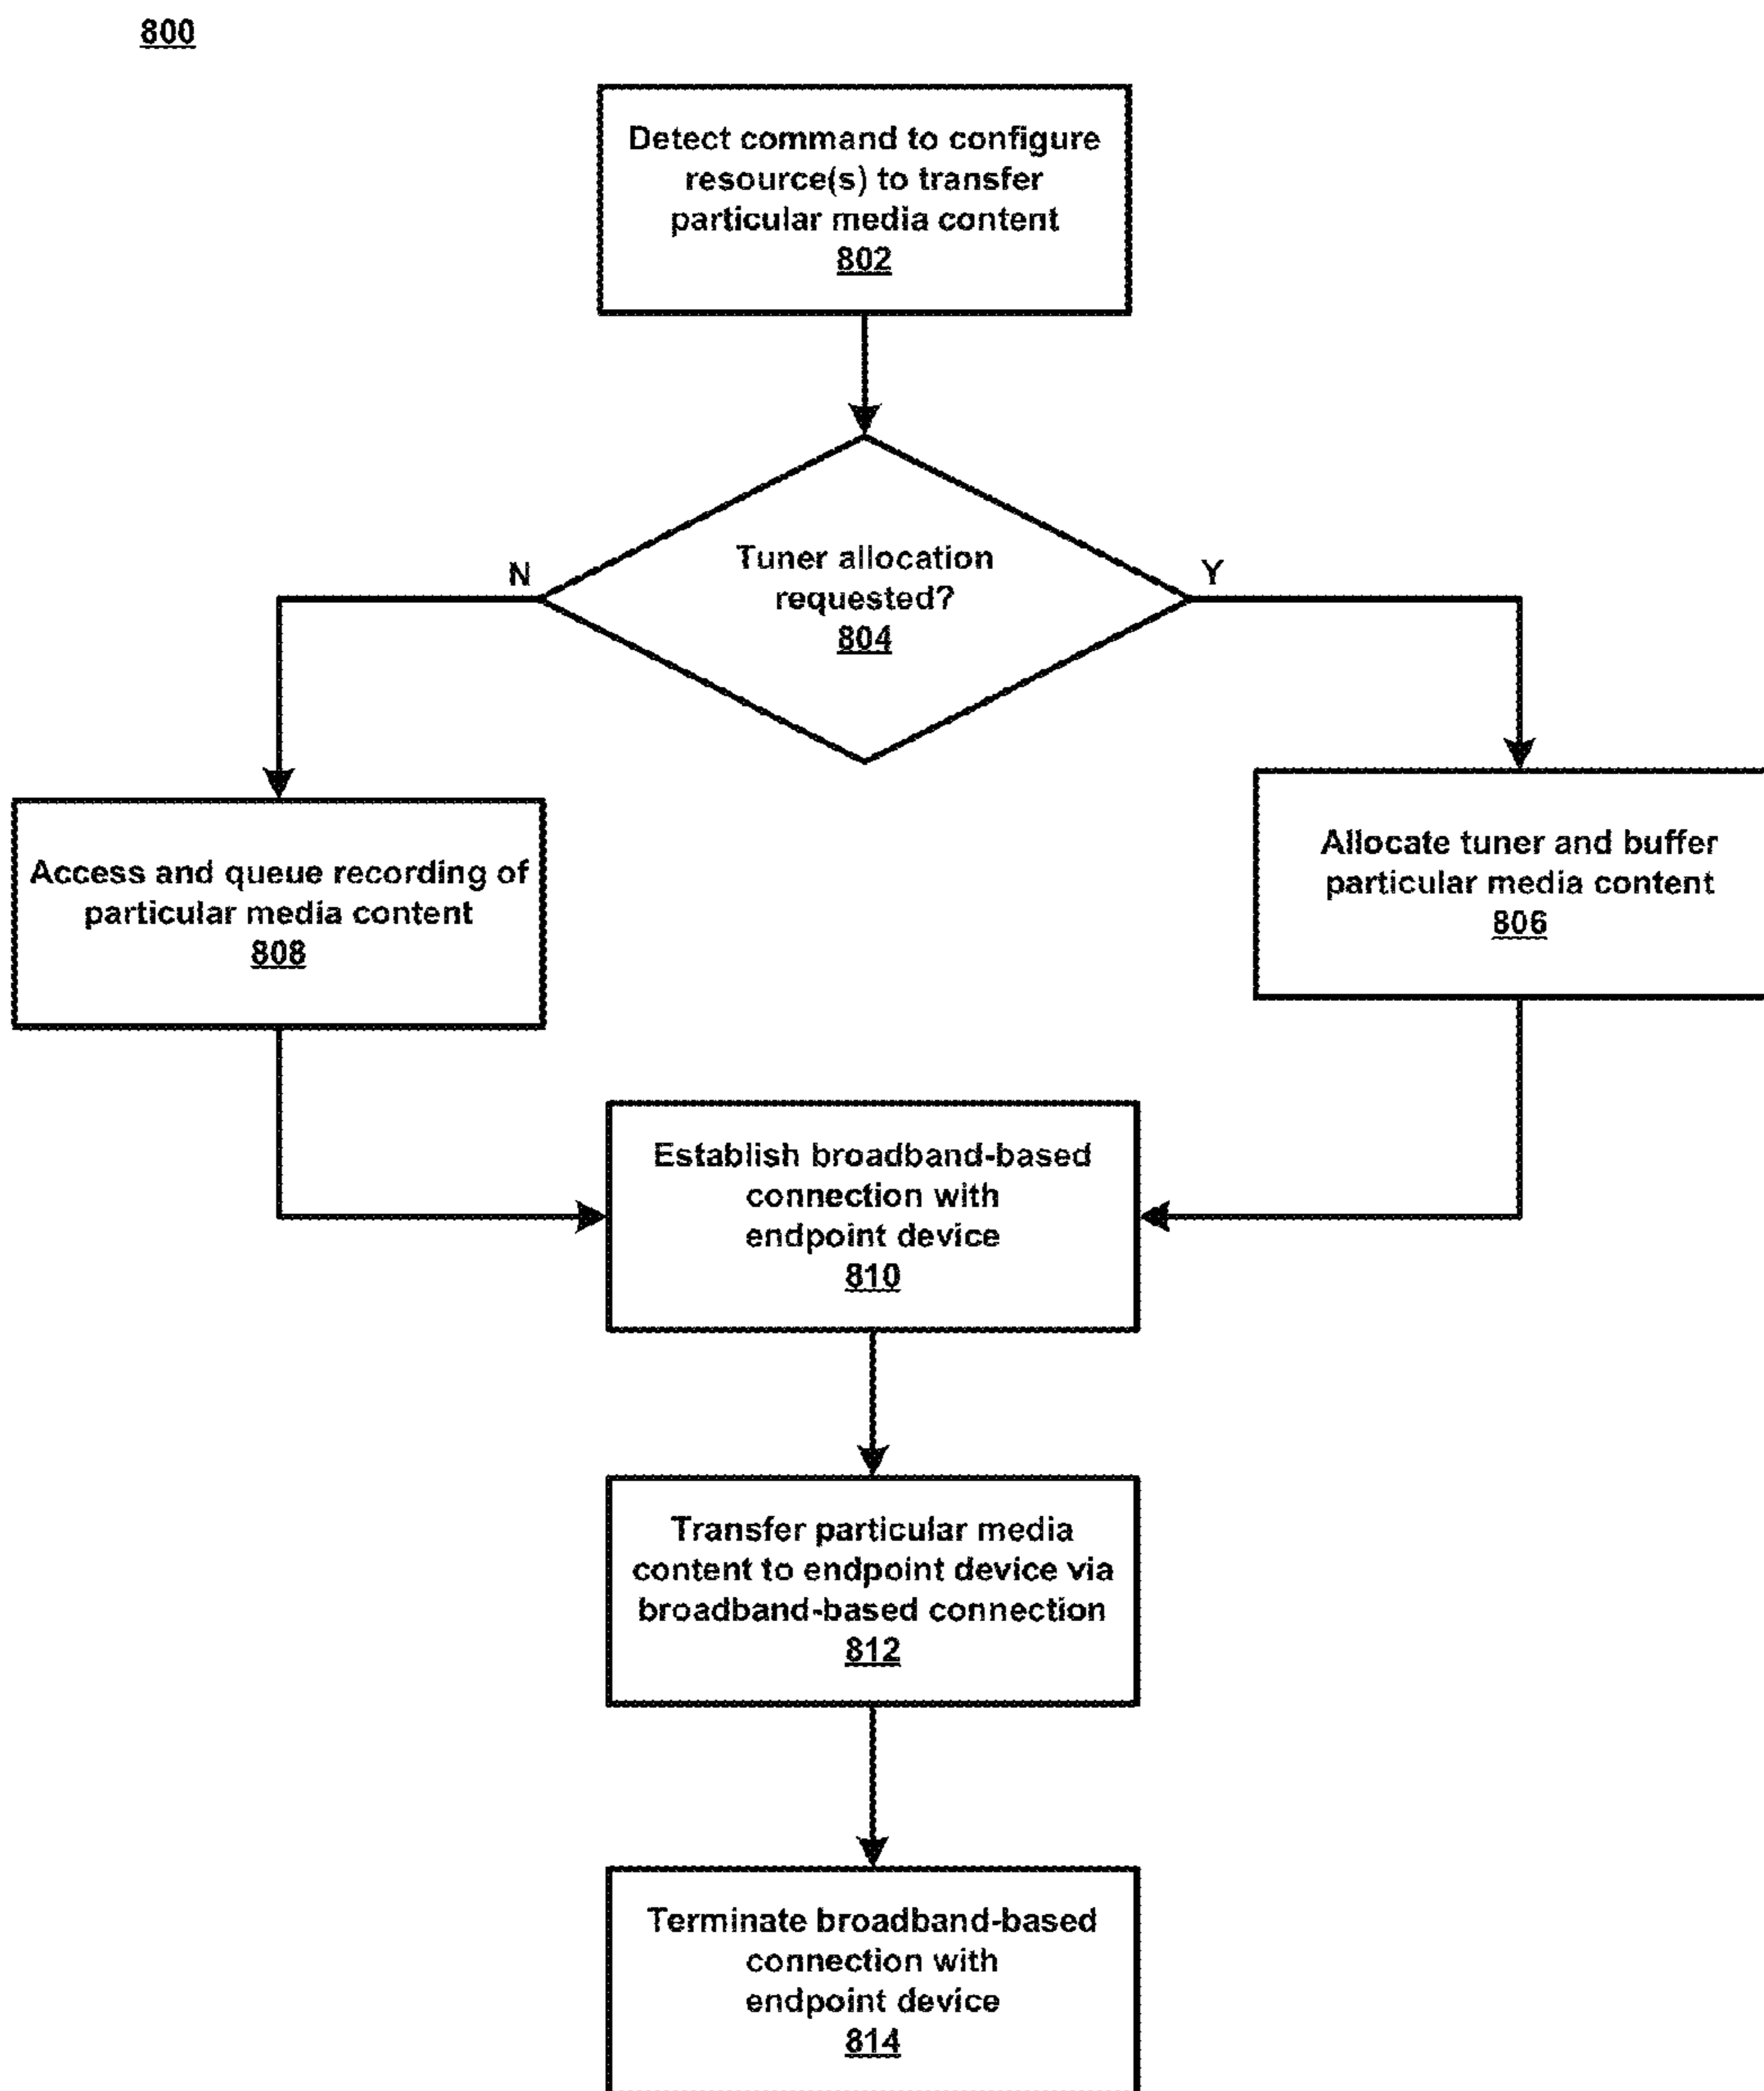 800
Detect command to configure
resource(s) to transfer
particular media content
802
Tuner allocation
requested?
804
N
Y
Access and queue recording of
particular media content
808
Allocate tuner and buffer
particular media content
806
Establish broadband-based
connection with
endpoint device
810
Transfer particular media
content to endpoint device via
broadband-based connection
812
Terminate broadband-based
connection with
endpoint device
814